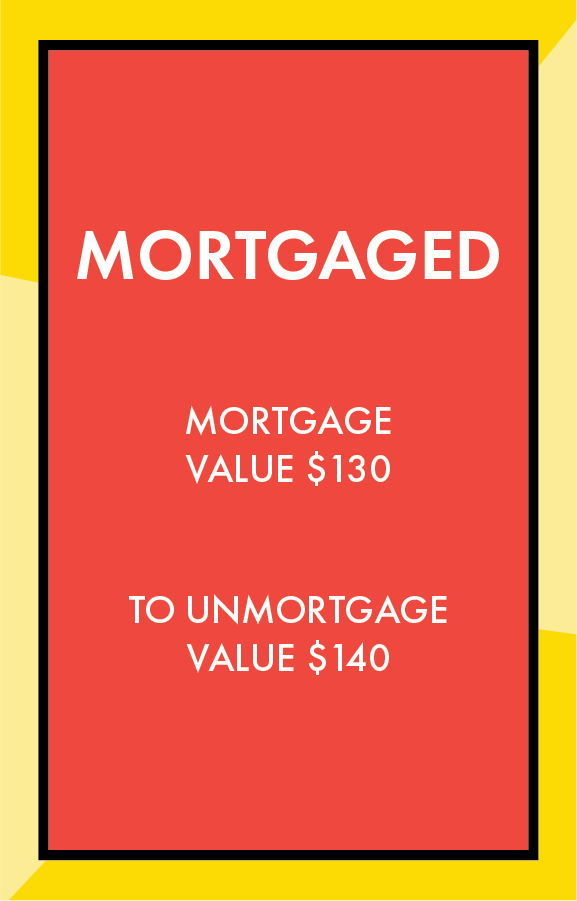 MORTGAGED
MORTGAGE
VALUE $130
TO UNMORTGAGE
VALUE $140